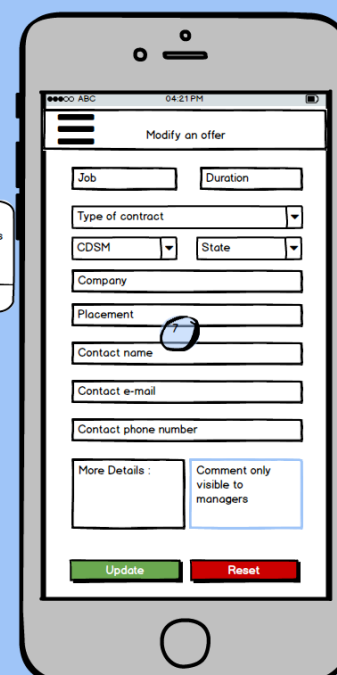 ABC 04:21 PM
Modify an offer
Job Duration
Type of contract
CDSM State
Company
Placement
7
Contact name
Contact e-mail
Contact phone number
More Details : Comment only
visible to
managers
Update Reset
s